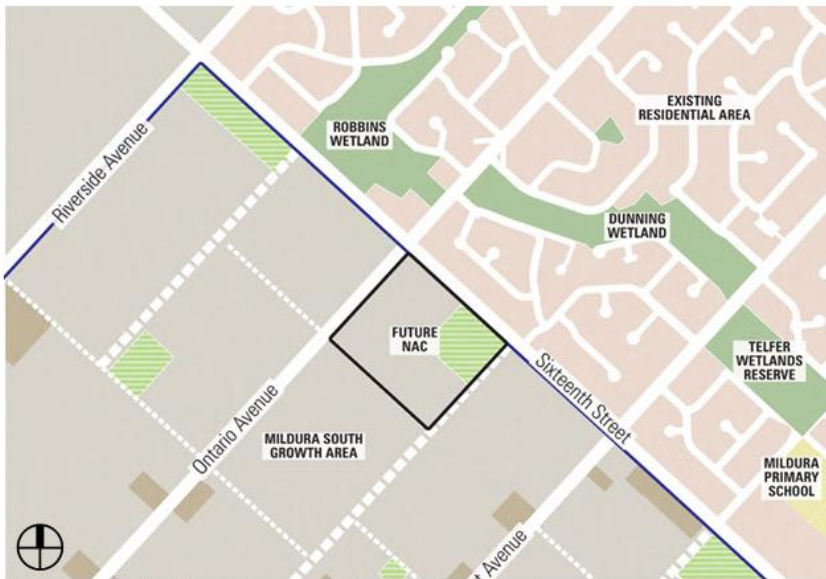 EXISTING
RESIDENTIAL AREA
ROBBINS
WETLAND
Riverside Avenue
DUNNING
WETLAND
FUTURE
NAC
TELFER
WETLANDS
RESERVE
Sixteenth Street
Ontario Avenue
MILDURA SOUTH
GROWTH AREA
MILDURA
PRIMARY
SCHOOL
Avenue